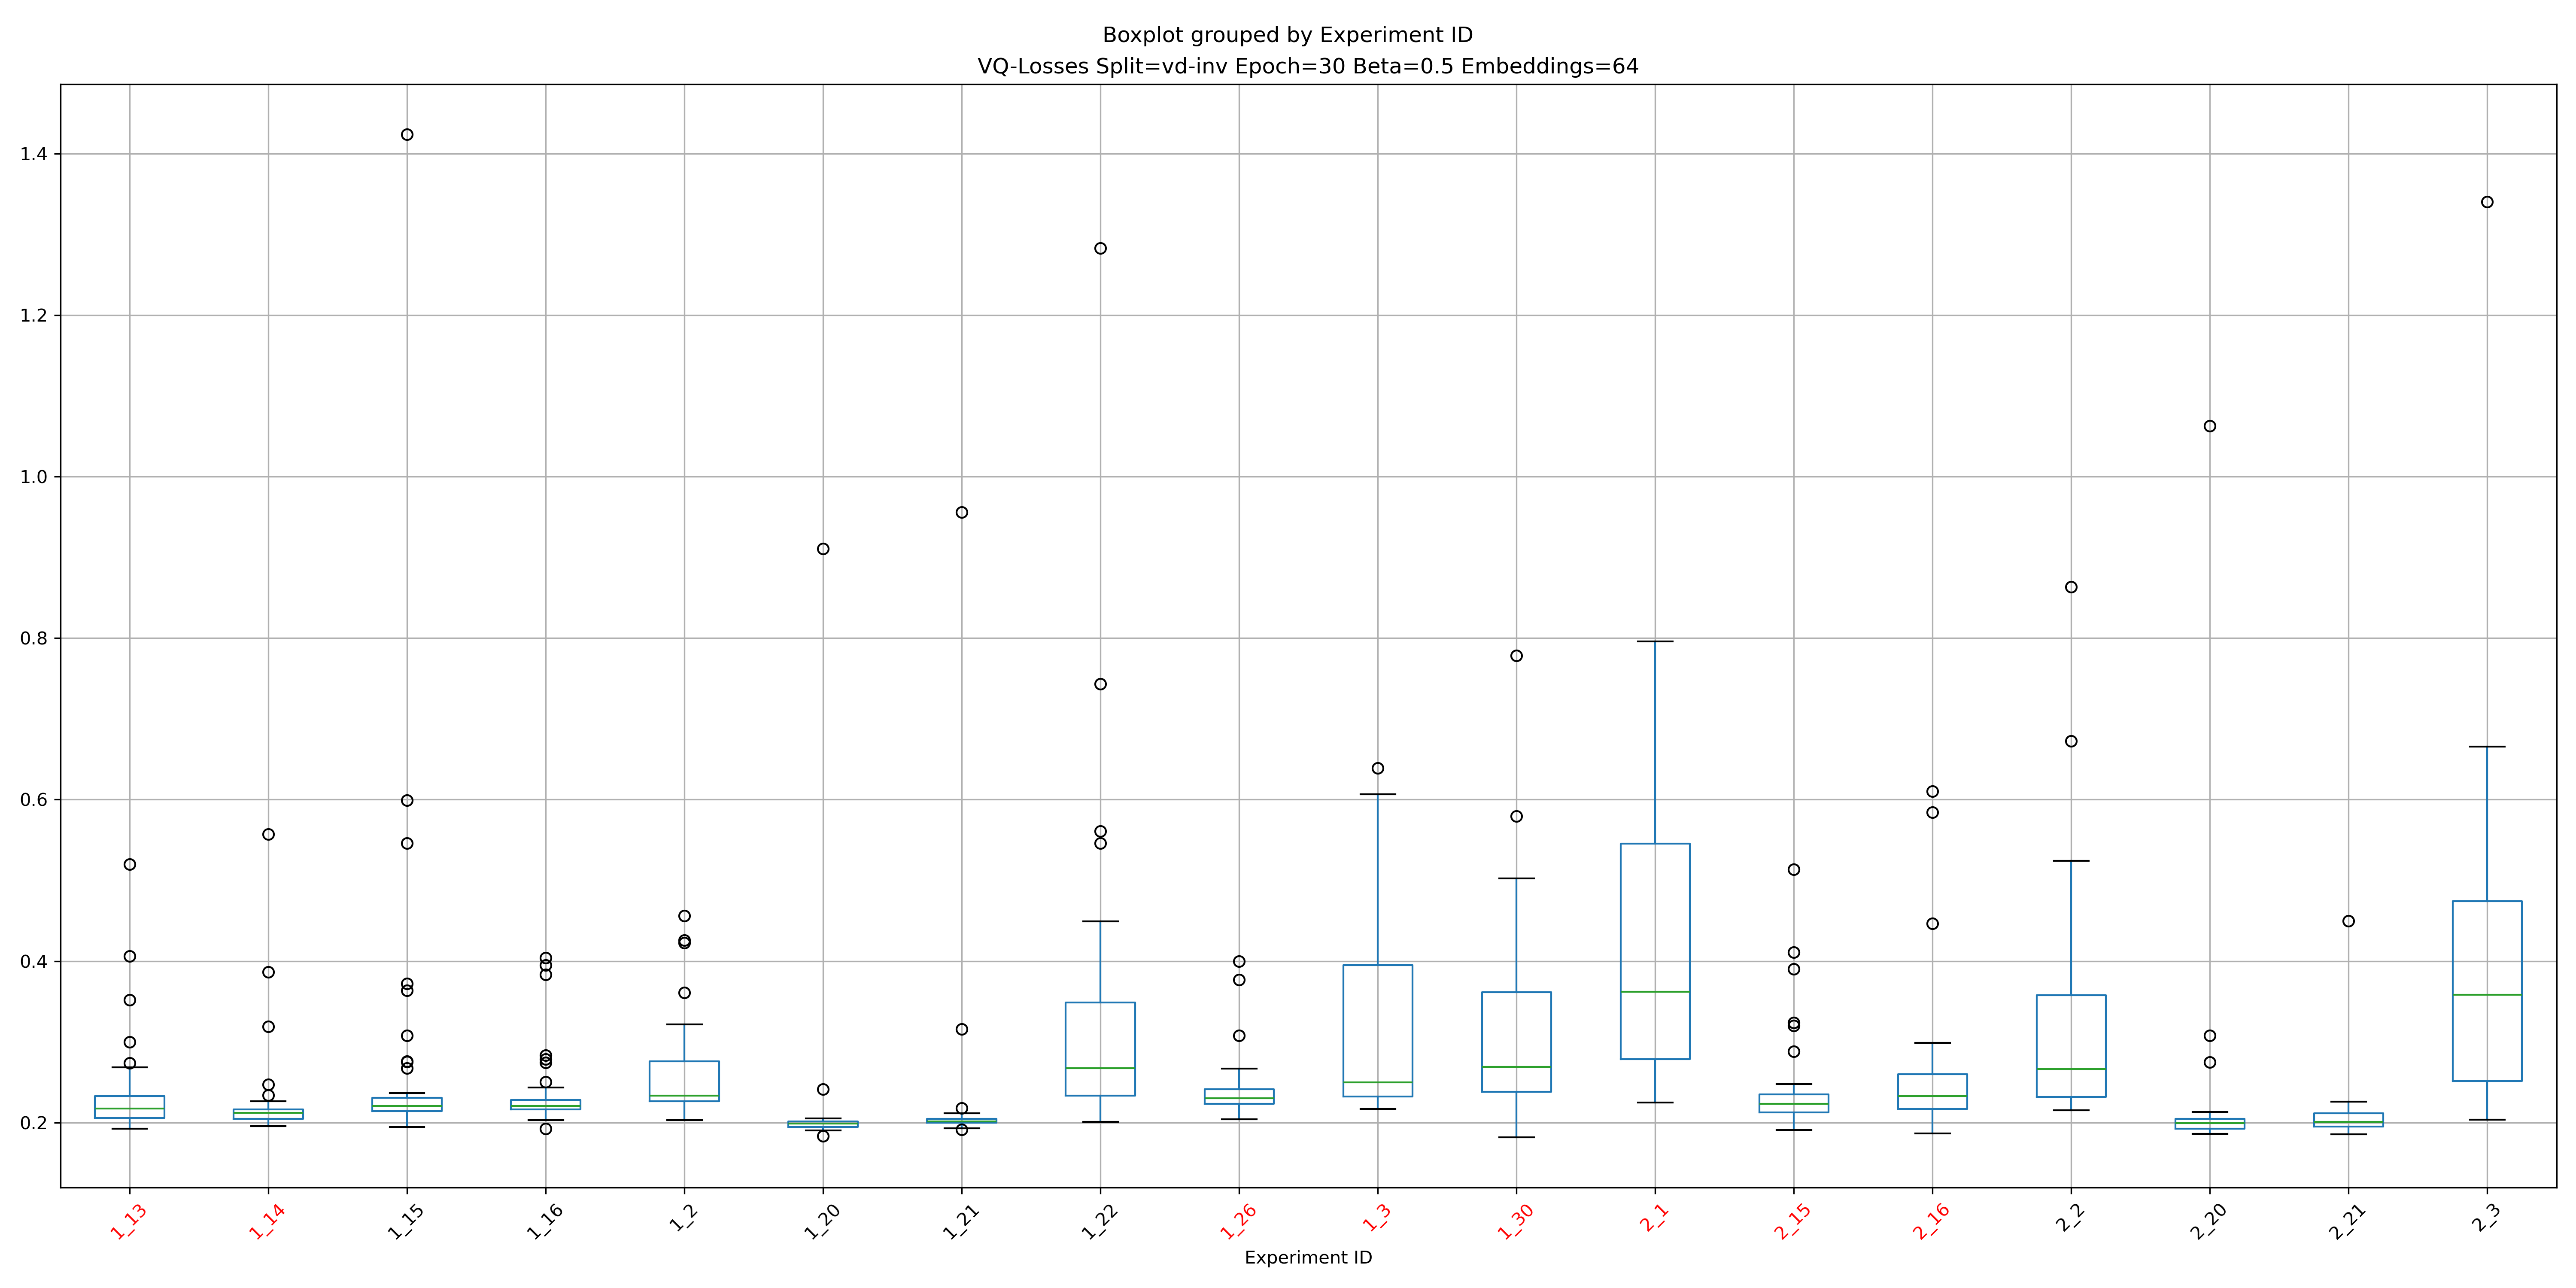 Boxplot grouped by Experiment ID
VQ-Losses Split=vd-inv Epoch=30 Beta=0.5 Embeddings=64
1.4
1.2
1.0
0.8
0.6
0.4
0.2
1_13 1_14 1_15 1_16 1_2 1_20 1_21 1_22 1_26 1_3 1_30 2_1 2_15 2_16 2_2 2_20 2_21 2_3
Experiment ID